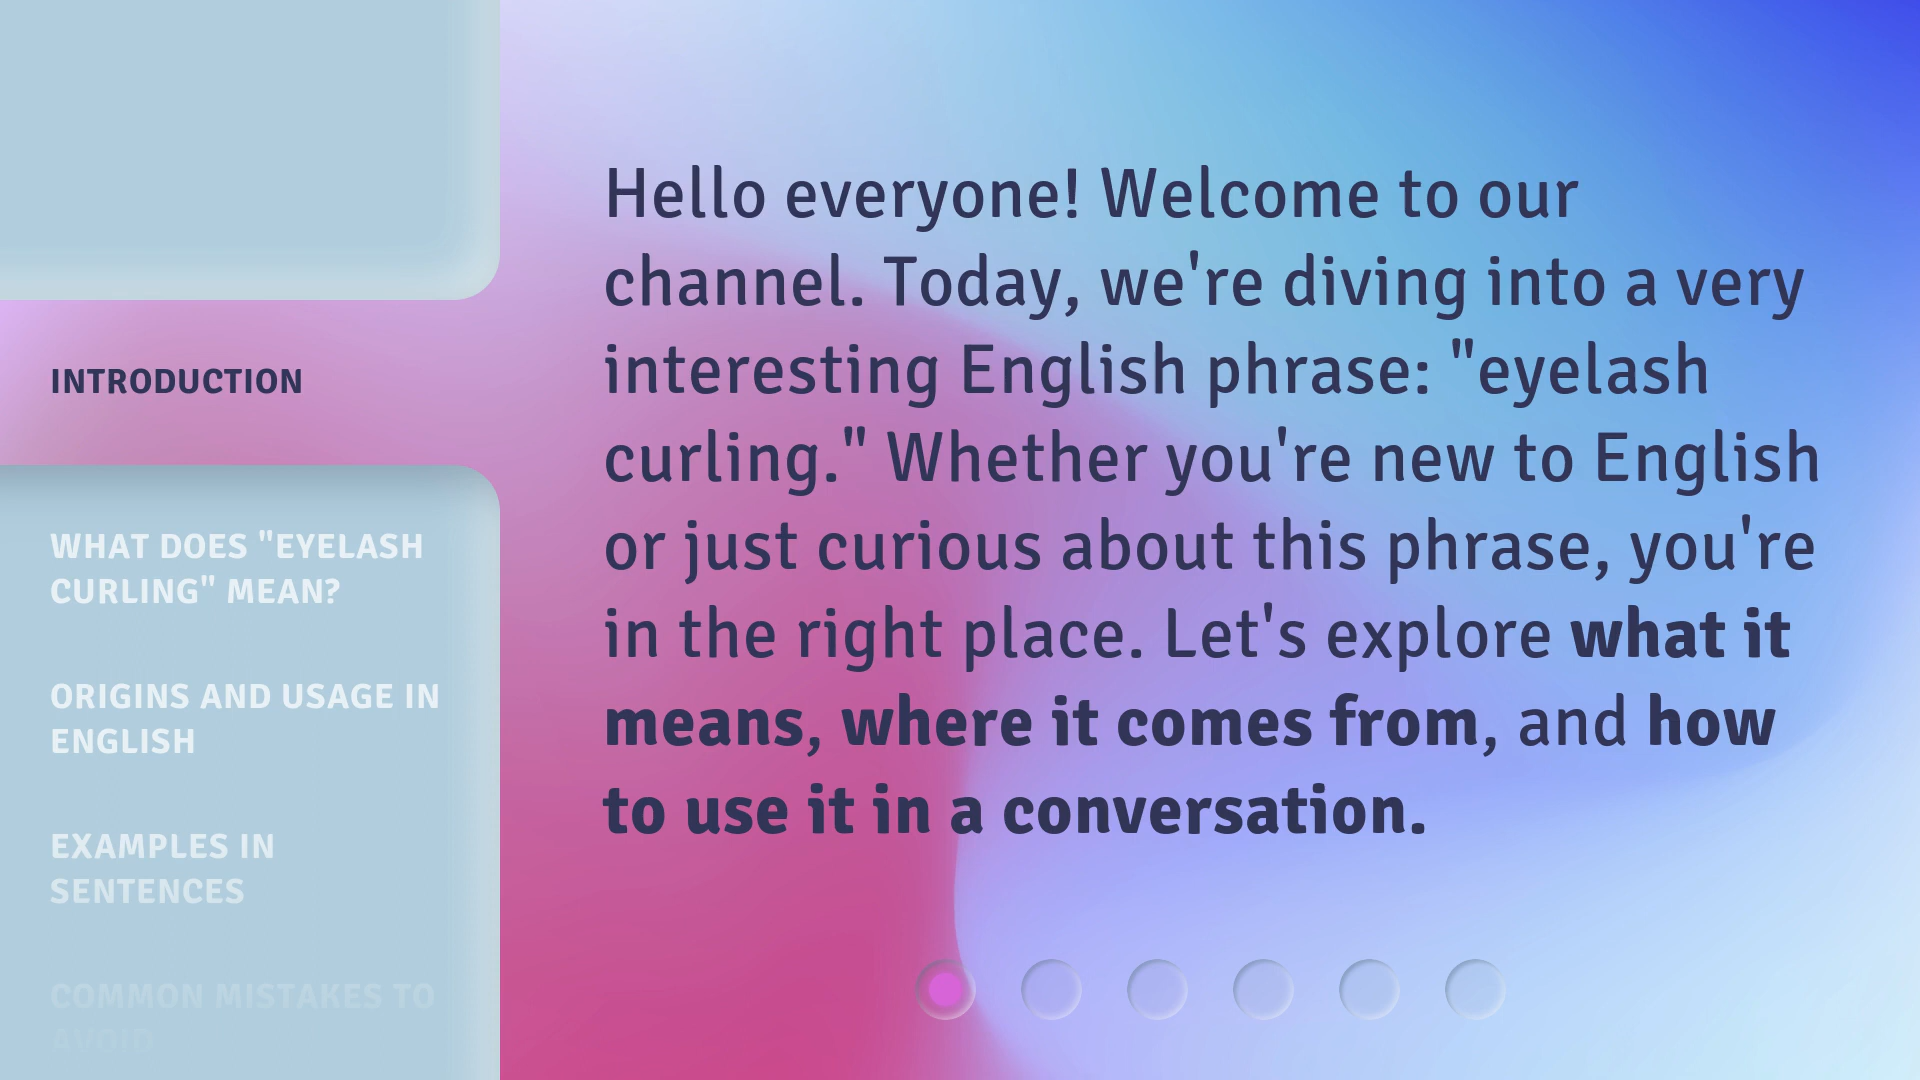 INTRODUCTION
WHAT DOES "EYELASH
CURLING" MEAN?
ORIGINS AND USAGE IN
ENGLISH
EXAMPLES IN
SENTENCES
COMMON MISTAKES TO
AVOID
Hello everyone! Welcome to our
channel. Today, we're diving into a very
interesting English phrase: "eyelash
curling." Whether you're new to English
or just curious about this phrase, you're
in the right place. Let's explore what it
means, where it comes from, and how
to use it in a conversation.